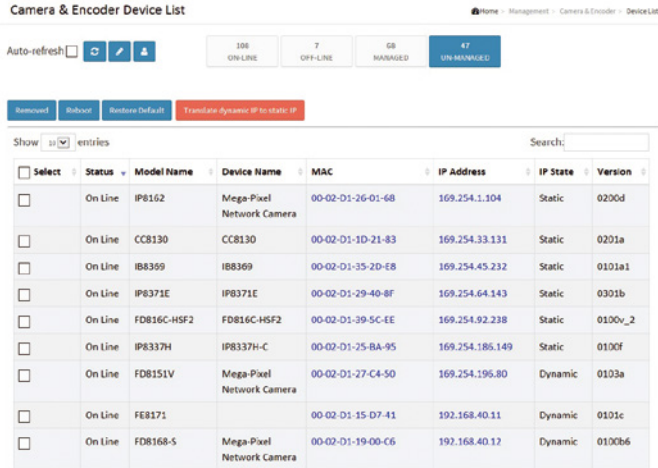 Camera & Encoder Device List
Home > Management > Camera & Encoder > Device List
Auto-refresh
108 7 68 47
ON-LINE OFF-LINE MANAGED ON-MANAGED
Removed Reboot Restore Default Translate dynamic IP to static IP
Show 10 entries Search:
Select Status Model Name Device Name MAC IP Address IP State Version
On Line IP8162 Mega-Pixel Network Camera 00-02-D1-26-01-68 169.254.1.104 Static 0200d
On Line CC8130 CC8130 00-02-D1-1D-21-83 169.254.33.131 Static 0201a
On Line IB8369 IB8369 00-02-D1-35-2D-E8 169.254.45.232 Static 0101a1
On Line IP8371E IP8371E 00-02-D1-29-40-8F 169.254.64.143 Static 0301b
On Line FD816C-HSF2 FD816C-HSF2 00-02-D1-39-5C-EE 169.254.92.238 Static 0100v_2
On Line IP8337H IP8337H-C 00-02-D1-25-BA-95 169.254.186.149 Static 0100f
On Line FD8151V Mega-Pixel Network Camera 00-02-D1-27-C4-50 169.254.196.80 Dynamic 0103a
On Line FE8171 00-02-D1-15-D7-41 192.168.40.11 Dynamic 0101c
On Line FD8168-S Mega-Pixel Network Camera 00-02-D1-19-00-C6 192.168.40.12 Dynamic 0100b6